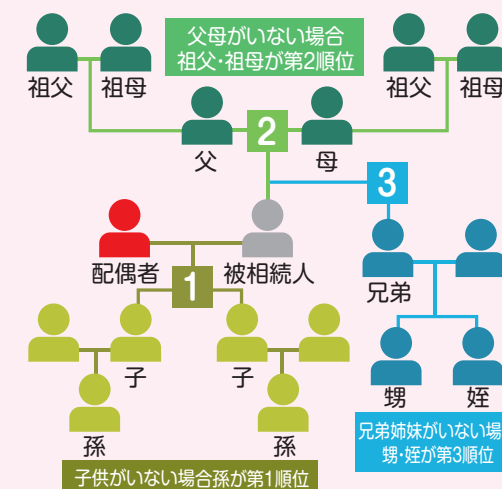 父母がいない場合
祖父・祖母が第2順位
祖父
祖母
祖父
祖母
父
2
母
3
配偶者
被相続人
1
兄弟
子
子
甥
姪
孫
孫
兄弟姉妹がいない場
甥・姪が第3順位
子供がいない場合孫が第1順位